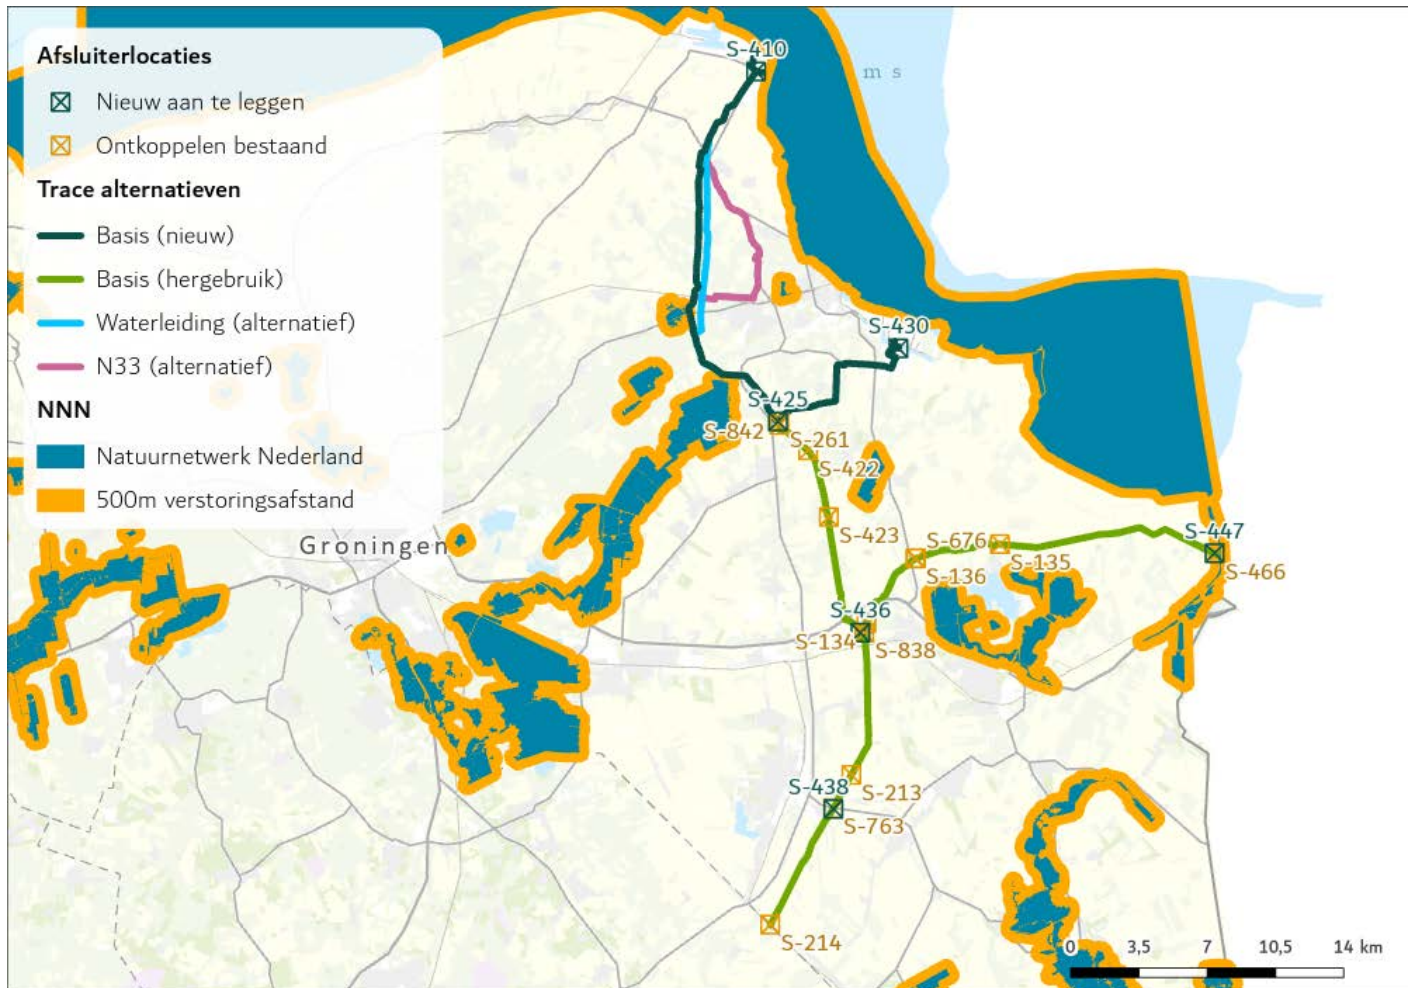 Afsluiterlocaties
Nieuw aan te leggen
Ontkoppelen bestaand
Trace alternatieven
Basis (nieuw)
Basis (hergebruik)
Waterleiding (alternatief)
N33 (alternatief)
NNN
Natuurnetwerk Nederland
500m verstoringsafstand
S-410
m s
S-430
S-425
S-842
S-261
S-422
S-423
S-676
S-135
S-136
S-447
S-466
Groningen
S-436
S-134
S-838
S-213
S-438
S-763
S-214
0 3,5 7 10,5 14 km